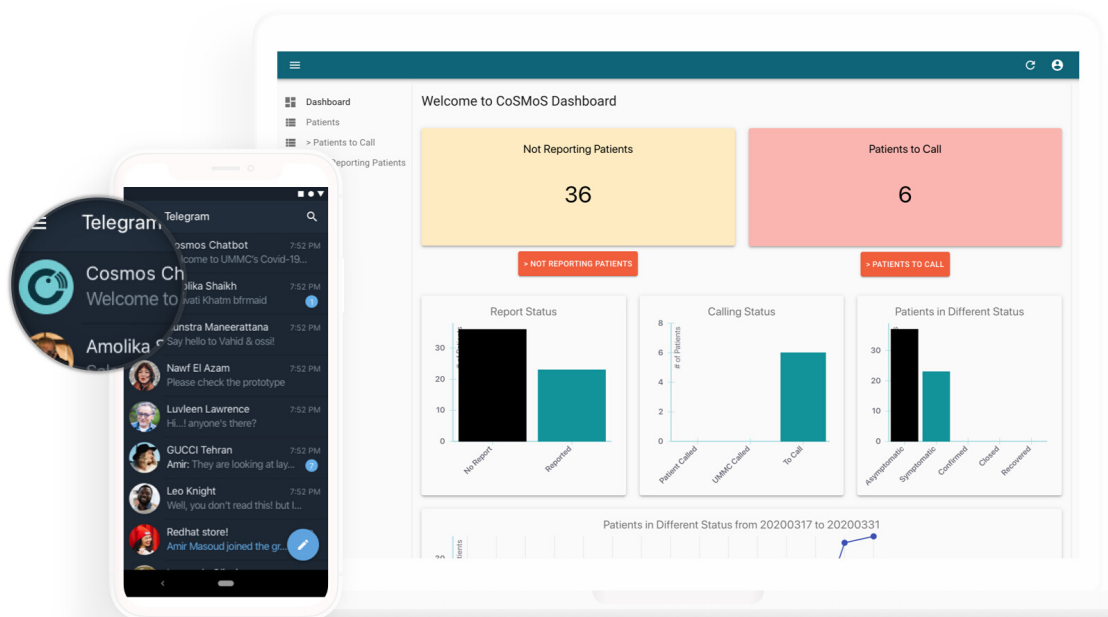 Dashboard
Patients
> Patients to Call
Reporting Patients
Welcome to CoSMoS Dashboard
Not Reporting Patients
36
> NOT REPORTING PATIENTS
Patients to Call
6
> PATIENTS TO CALL
Report Status
30
20
10
0
No Report
Reported
Calling Status
# of Patients
8
6
4
2
0
Patient Called
UMMC Called
To Call
Patients in Different Status
30
20
10
0
Asymptomatic
Symptomatic
Confirmed
Closed
Recovered
Patients in Different Status from 20200317 to 20200331
30
Telegram
Cosmos Ch
Welcome to
Amolika
Telegram
Cosmos Chatbot
7:52 PM
to UMMC's Covid-19...
Shaikh
7:52 PM
Khatm bfrmaid
1
Maneerattana
7:52 PM
Say hello to Vahid & ossi!
Nawf El Azam
7:52 PM
Please check the prototype
Luvleen Lawrence
7:52 PM
Hi...! anyone's there?
GUCCI Tehran
7:52 PM
Amir: They are looking at lay...
7
Leo Knight
7:52 PM
Well, you don't read this! but I...
Redhat store!
Amir Masoud joined the gr...